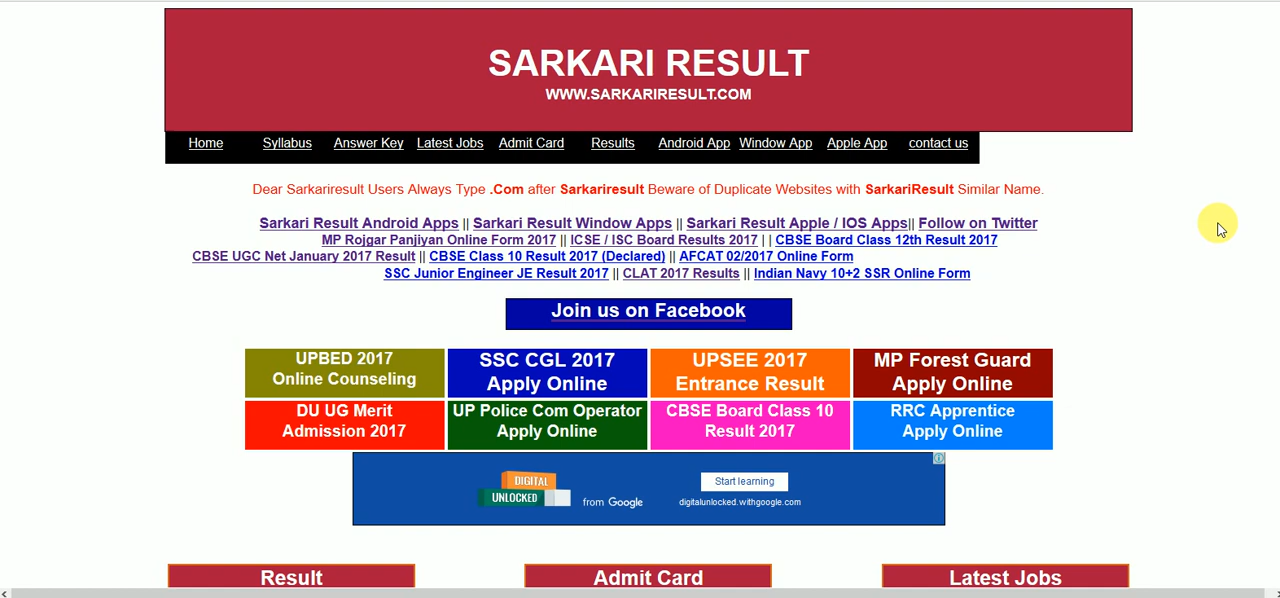 SARKARI RESULT
WWW.SARKARIRESULT.COM
Home Syllabus Answer Key Latest Jobs Admit Card Results Android App Window App Apple App contact us
Dear Sarkariresult Users Always Type .Com after Sarkariresult Beware of Duplicate Websites with SarkariResult Similar Name.
Sarkari Result Android Apps || Sarkari Result Window Apps || Sarkari Result Apple / IOS Apps|| Follow on Twitter
MP Rojgar Panjiyan Online Form 2017 || ICSE / ISC Board Results 2017 | | CBSE Board Class 12th Result 2017
CBSE UGC Net January 2017 Result || CBSE Class 10 Result 2017 (Declared) || AFCAT 02/2017 Online Form
SSC Junior Engineer JE Result 2017 || CLAT 2017 Results || Indian Navy 10+2 SSR Online Form
Join us on Facebook
UPBED 2017
Online Counseling
SSC CGL 2017
Apply Online
UPSEE 2017
Entrance Result
MP Forest Guard
Apply Online
DU UG Merit
Admission 2017
UP Police Com Operator
Apply Online
CBSE Board Class 10
Result 2017
RRC Apprentice
Apply Online
DIGITAL
UNLOCKED
from Google
Start learning
digitalunlocked.withgoogle.com
Result Admit Card Latest Jobs